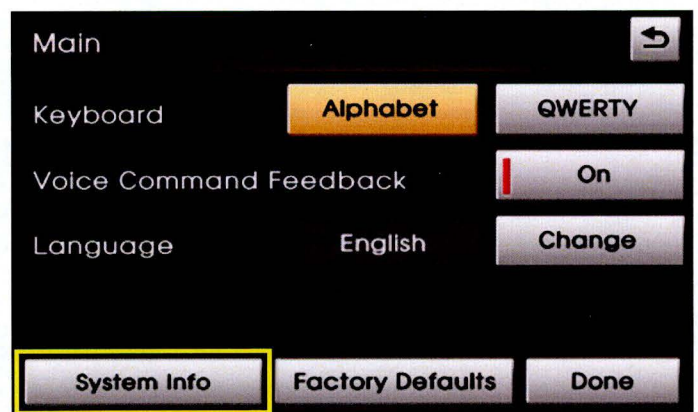 Main
Keyboard Alphabet QWERTY
Voice Command Feedback On
Language English Change
System Info Factory Defaults Done